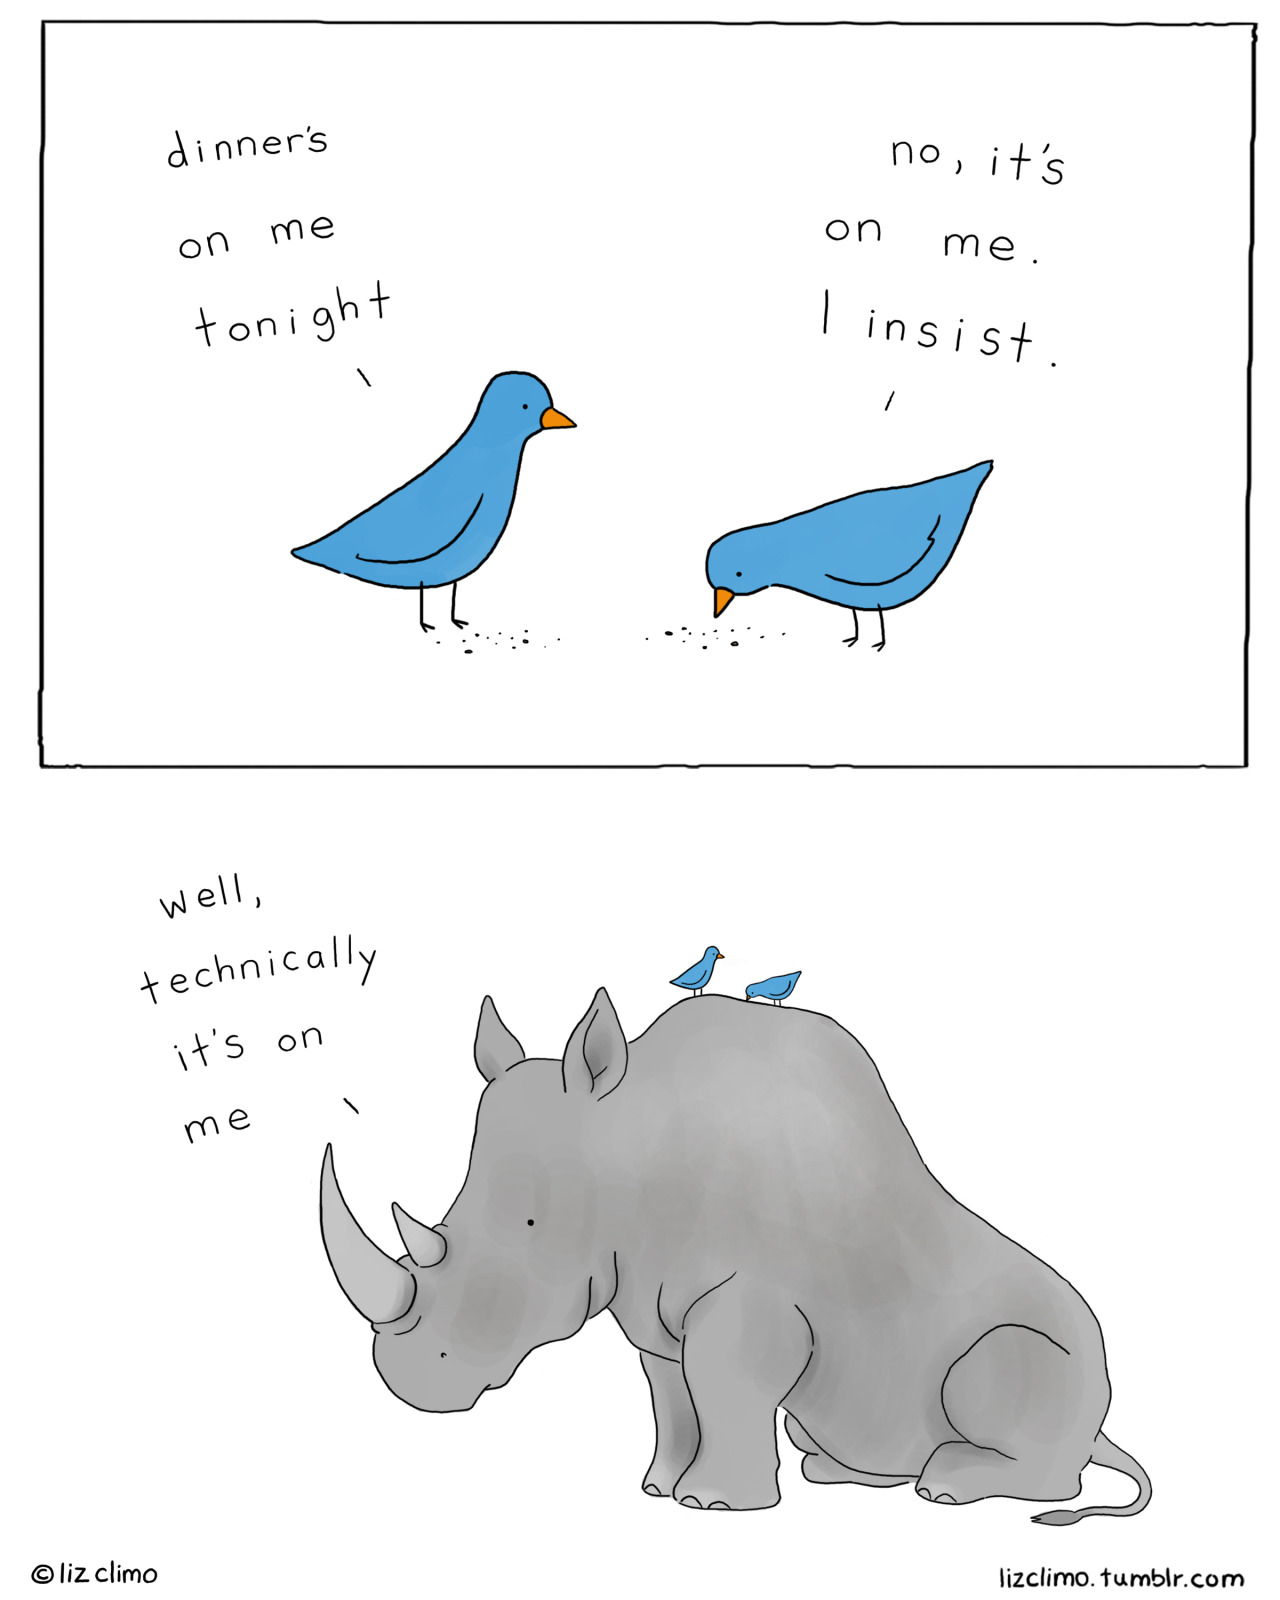 dinner's
on me
tonight
no, it's
on me.
I insist.
well,
technically
it's on
me
© liz climo
lizclimo.tumblr.com